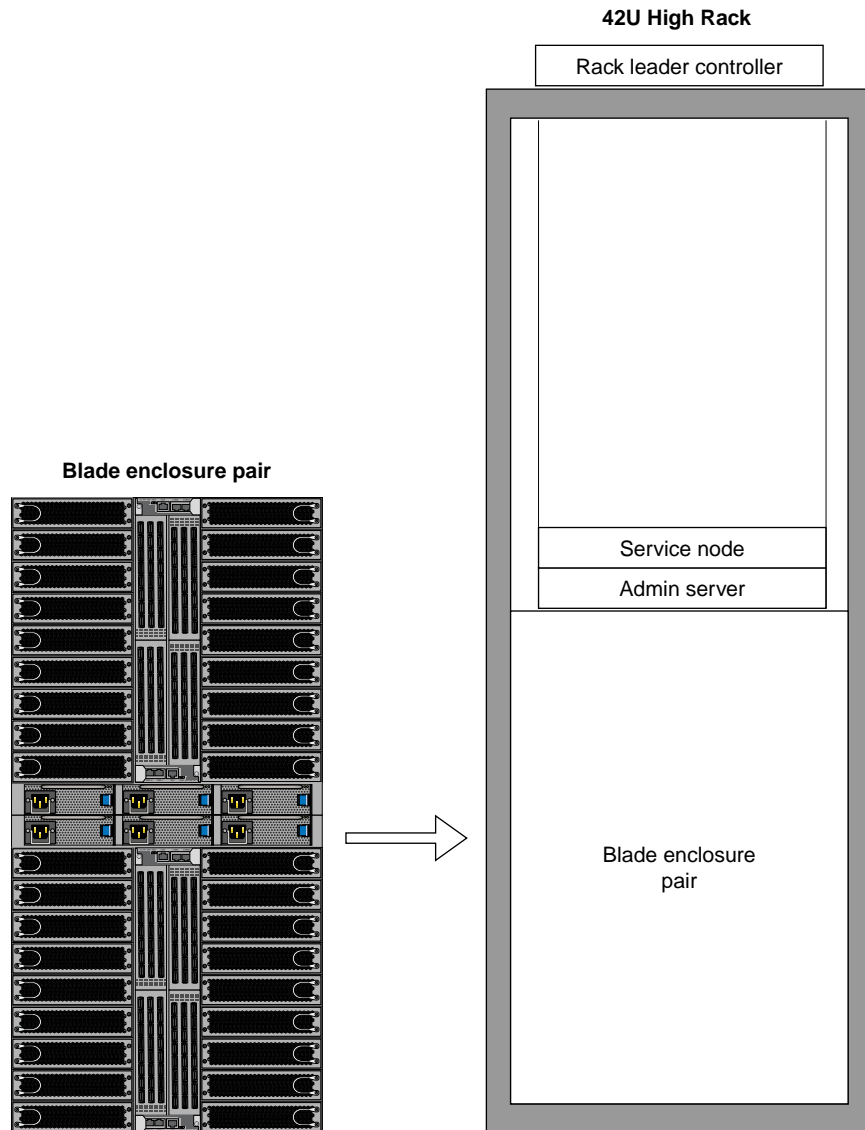 42U High Rack
Rack leader controller
Blade enclosure pair
Service node
Admin server
Blade enclosure
pair